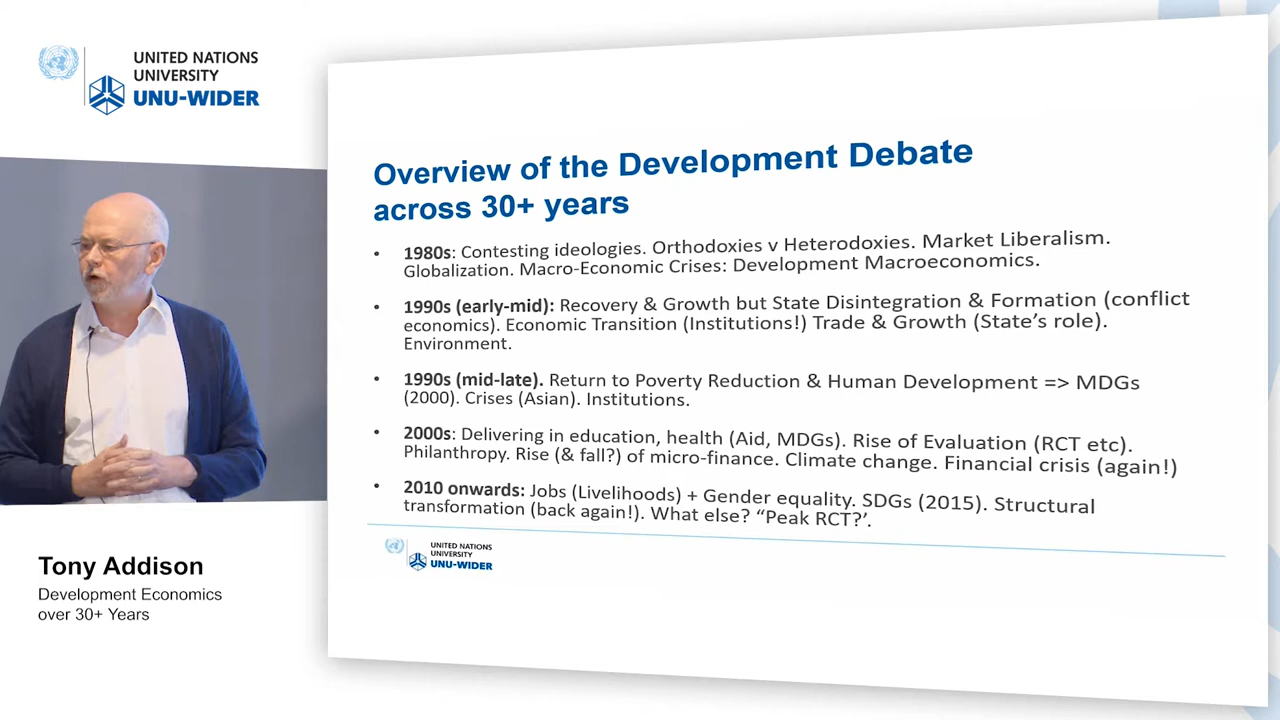 UNITED NATIONS
UNIVERSITY
UNU-WIDER
Overview of the Development Debate
across 30+ years
• 1980s: Contesting ideologies. Orthodoxies v Heterodoxies. Market Liberalism.
Globalization. Macro-Economic Crises: Development Macroeconomics.
• 1990s (early-mid): Recovery & Growth but State Disintegration & Formation (conflict
economics). Economic Transition (Institutions!) Trade & Growth (State's role).
Environment.
• 1990s (mid-late). Return to Poverty Reduction & Human Development => MDGs
(2000). Crises (Asian). Institutions.
• 2000s: Delivering in education, health (Aid, MDGs). Rise of Evaluation (RCT etc).
Philanthropy. Rise (& fall?) of micro-finance. Climate change. Financial crisis (again!)
• 2010 onwards: Jobs (Livelihoods) + Gender equality. SDGs (2015). Structural
transformation (back again!). What else? "Peak RCT?'.
UNITED NATIONS
UNIVERSITY
UNU-WIDER
Tony Addison
Development Economics
over 30+ Years